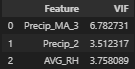 Feature VIF
0 Precip_MA_3 6.782731
1 Precip_2 3.512317
2 AVG_RH 3.758089